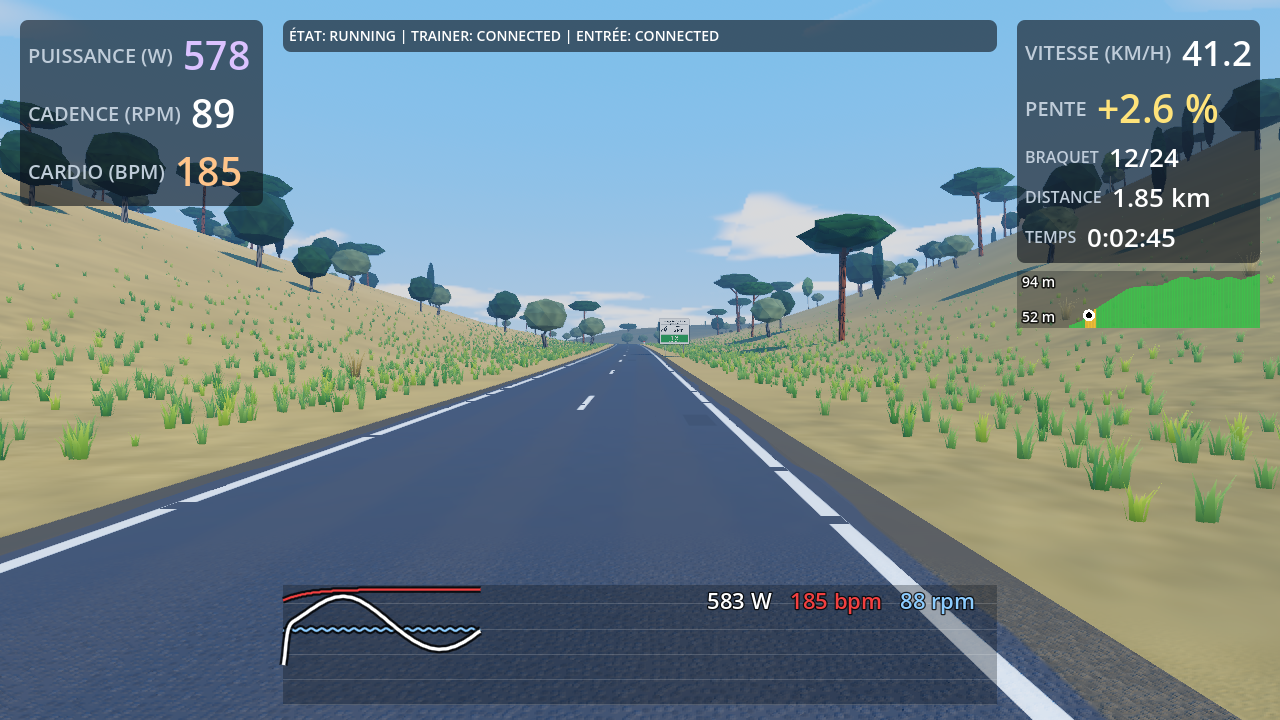 PUISSANCE (W) 578
CADENCE (RPM) 89
CARDIO (BPM) 185
ÉTAT: RUNNING | TRAINER: CONNECTED | ENTRÉE: CONNECTED
VITESSE (KM/H) 41.2
PENTE +2.6 %
BRAQUET 12/24
DISTANCE 1.85 km
TEMPS 0:02:45
94 m
52 m
583 W 185 bpm 88 rpm